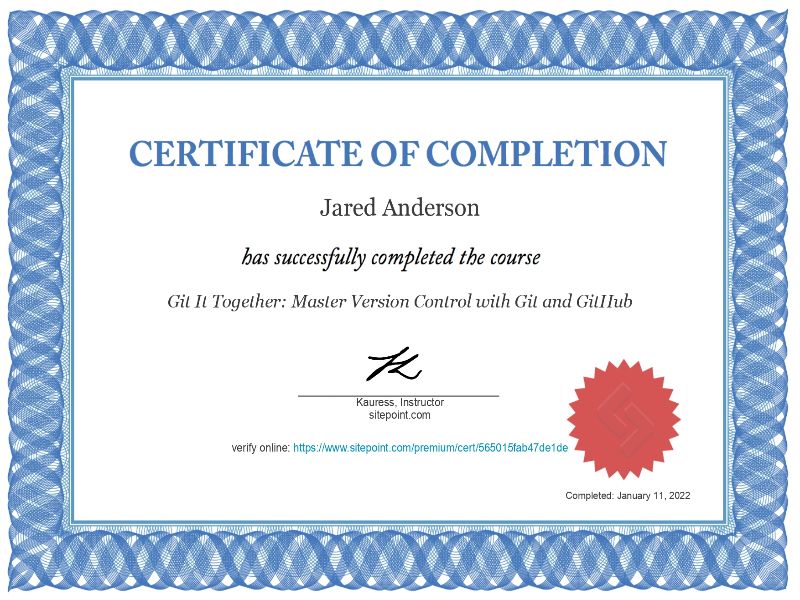 CERTIFICATE OF COMPLETION
Jared Anderson
has successfully completed the course
Git It Together: Master Version Control with Git and GitHub
Kauress, Instructor
sitepoint.com
verify online: https://www.sitepoint.com/premium/cert/565015fab47de1de
Completed: January 11, 2022